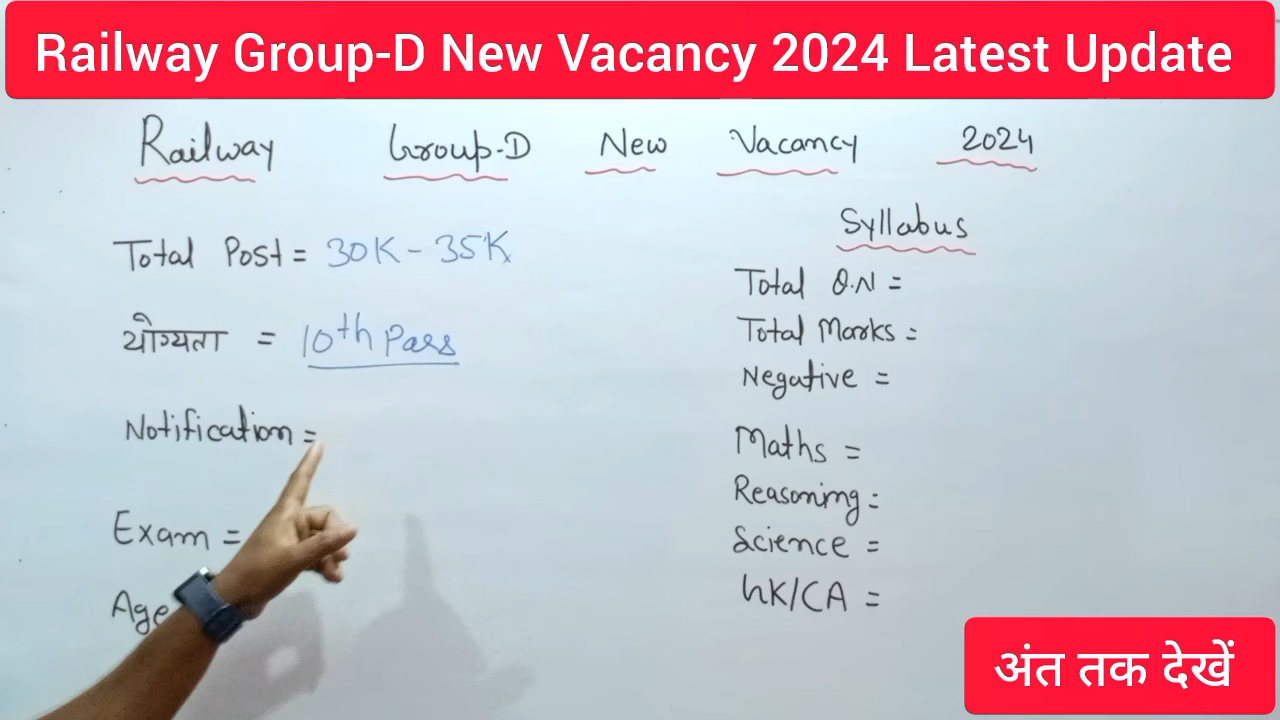 Railway Group-D New Vacancy 2024 Latest Update
Railway Group-D New Vacancy 2024
Total Post = 30K - 35K
योग्यता = 10th Pass
Notification =
Exam =
Age
Syllabus
Total Q.N =
Total Marks =
Negative =
Maths =
Reasoning =
Science =
GK/CA =
अंत तक देखें